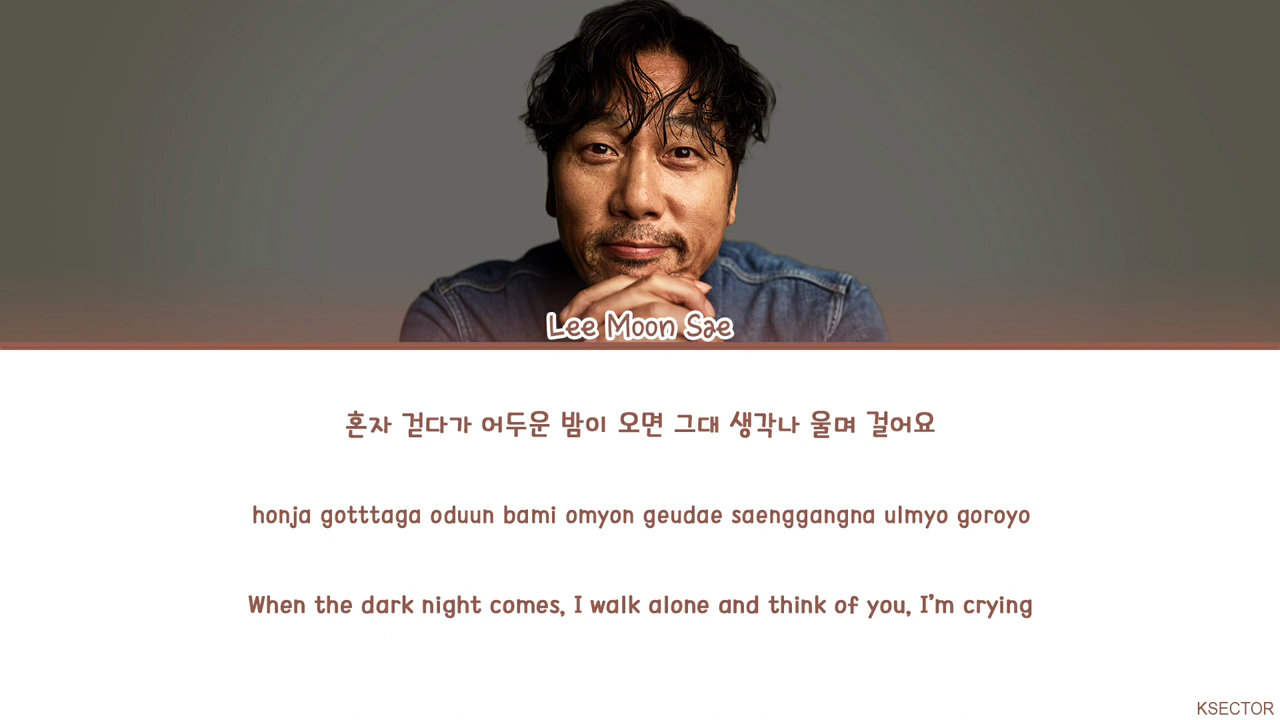 Lee Moon Sae
혼자 걷다가 어두운 밤이 오면 그대 생각나 울며 걸어요
honja gotttaga oduun bami omyon geudae saenggangna ulmyo goroyo
When the dark night comes, I walk alone and think of you, I'm crying
KSECTOR